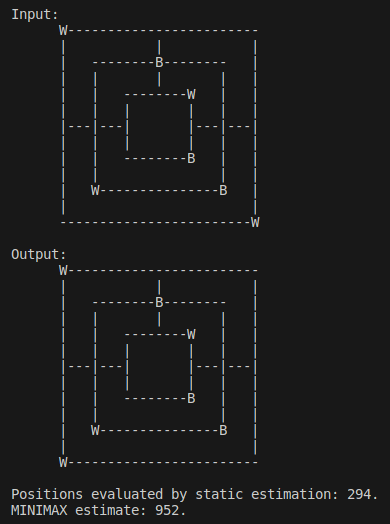 Input:
W------------------------
|           |           |
|   --------B--------   |
|   |       |       |   |
|   |   --------W   |   |
|   |   |       |   |   |
|---|---|       |---|---|
|   |   |       |   |   |
|   |   --------B   |   |
|   |               |   |
|   W---------------B   |
|                       |
------------------------W
Output:
W------------------------
|           |           |
|   --------B--------   |
|   |       |       |   |
|   |   --------W   |   |
|   |   |       |   |   |
|---|---|       |---|---|
|   |   |       |   |   |
|   |   --------B   |   |
|   |               |   |
|   W---------------B   |
|                       |
W------------------------
Positions evaluated by static estimation: 294.
MINIMAX estimate: 952.